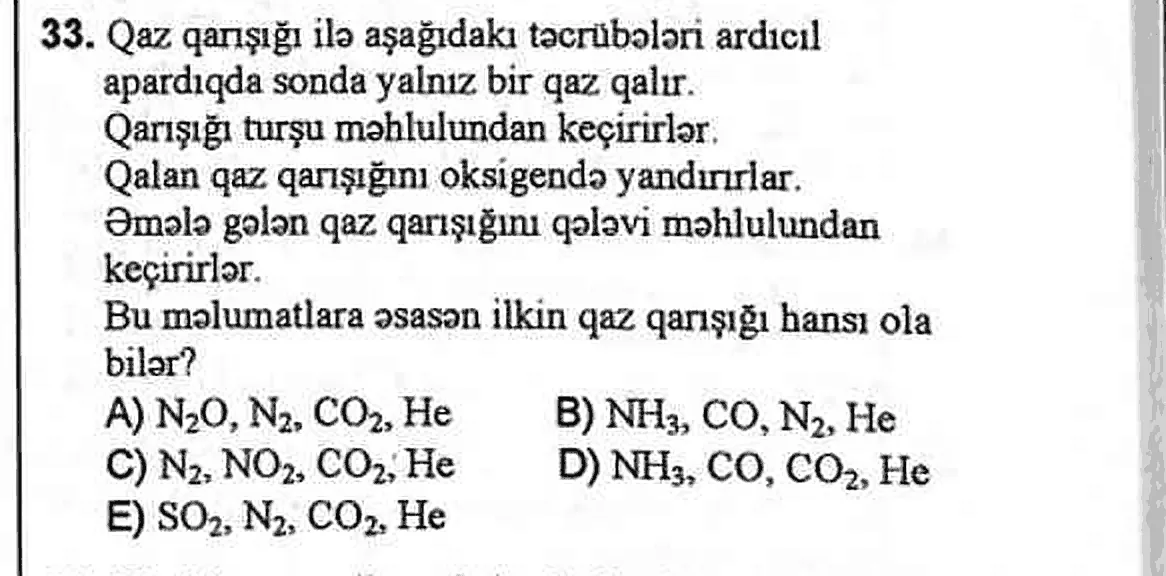 33. Qaz qarışığı ilə aşağıdakı təcrübələri ardıcıl
apardıqda sonda yalnız bir qaz qalır.
Qarışığı turşu məhlulundan keçirirlər.
Qalan qaz qarışığını oksigendə yandırırlar.
Əmələ gələn qaz qarışığını qələvi məhlulundan
keçirirlər.
Bu məlumatlara əsasən ilkin qaz qarışığı hansı ola
bilər?
A) N₂O, N₂, CO₂, He B) NH₃, CO, N₂, He
C) N₂, NO₂, CO₂, He D) NH₃, CO, CO₂, He
E) SO₂, N₂, CO₂, He